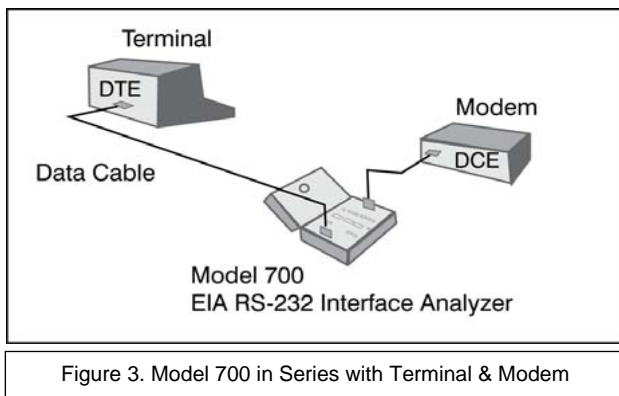 Terminal
DTE
Modem
DCE
Data Cable
Model 700
EIA RS-232 Interface Analyzer
Figure 3. Model 700 in Series with Terminal & Modem